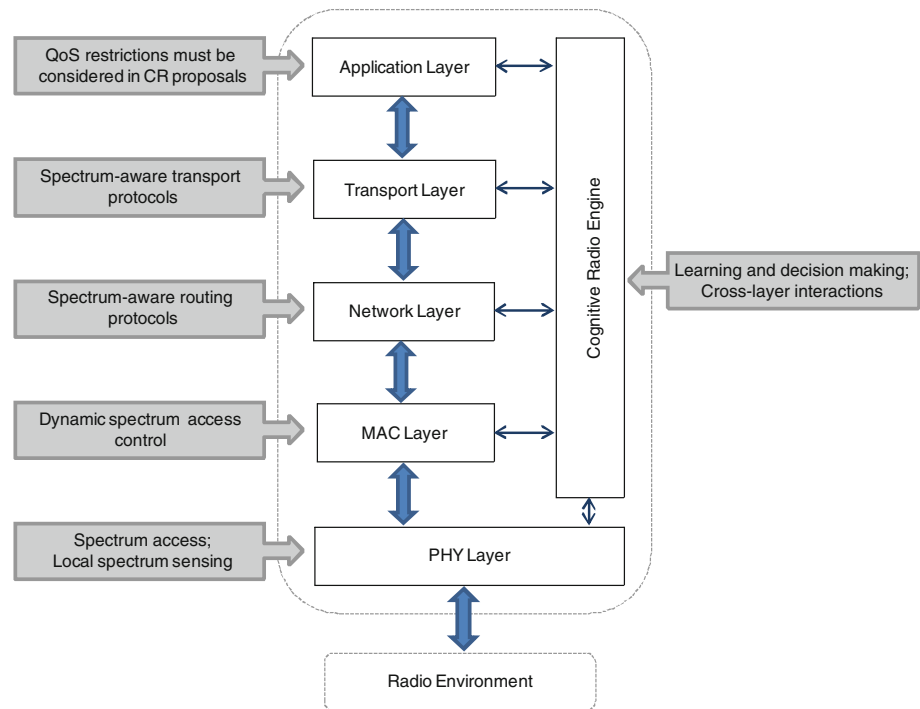 QoS restrictions must be
considered in CR proposals
Application Layer
Spectrum-aware transport
protocols
Transport Layer
Cognitive Radio Engine
Learning and decision making;
Cross-layer interactions
Spectrum-aware routing
protocols
Network Layer
Dynamic spectrum access
control
MAC Layer
Spectrum access;
Local spectrum sensing
PHY Layer
Radio Environment